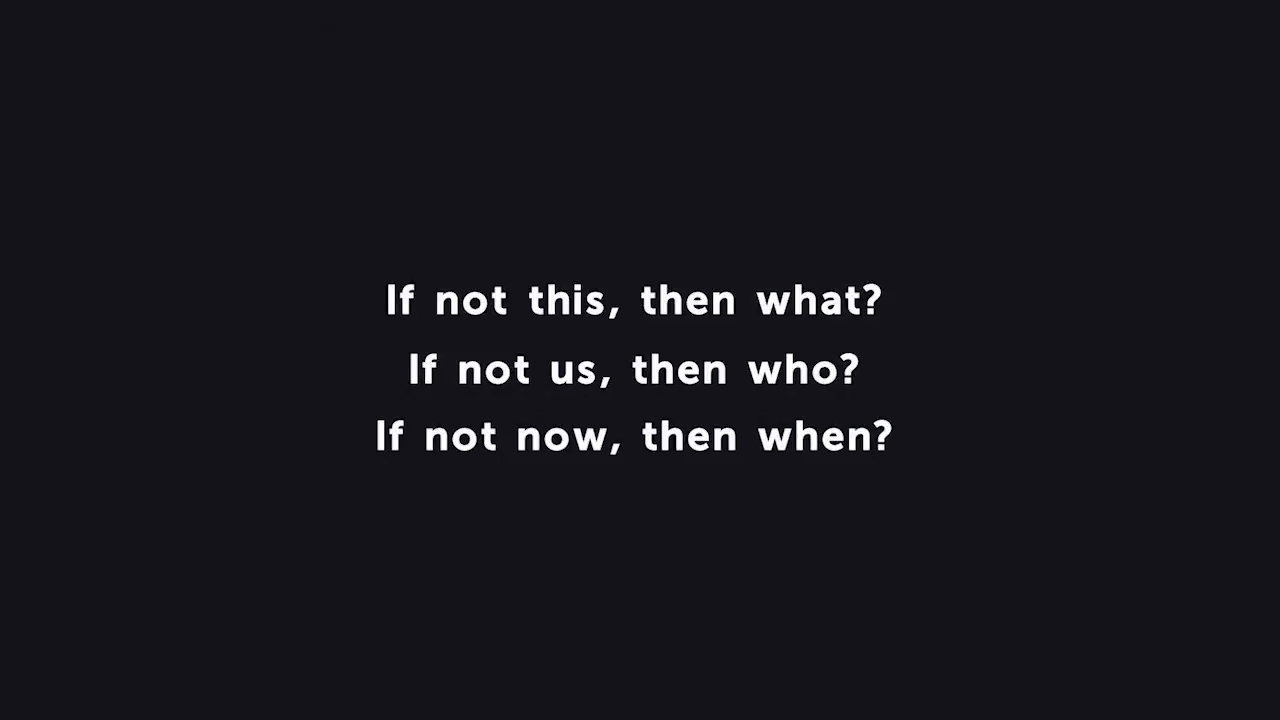 If not this, then what?
If not us, then who?
If not now, then when?